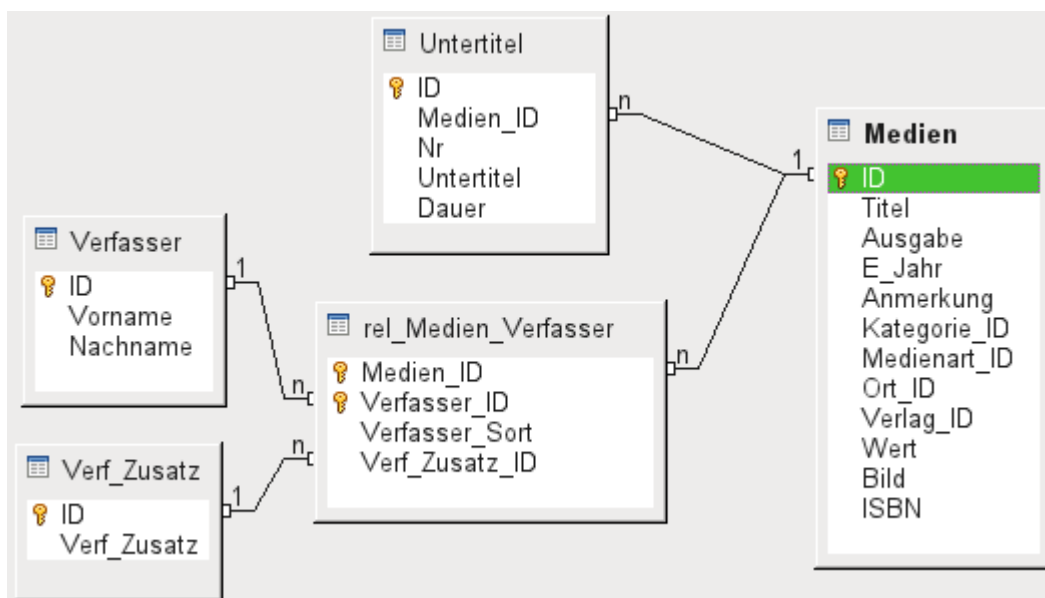 Untertitel
ID
Medien_ID
Nr
Untertitel
Dauer
n
1
Medien
ID
Titel
Ausgabe
E_Jahr
Anmerkung
Kategorie_ID
Medienart_ID
Ort_ID
Verlag_ID
Wert
Bild
ISBN
Verfasser
ID
Vorname
Nachname
1
n
rel_Medien_Verfasser
Medien_ID
Verfasser_ID
Verfasser_Sort
Verf_Zusatz_ID
n
n
Verf_Zusatz
ID
Verf_Zusatz
1